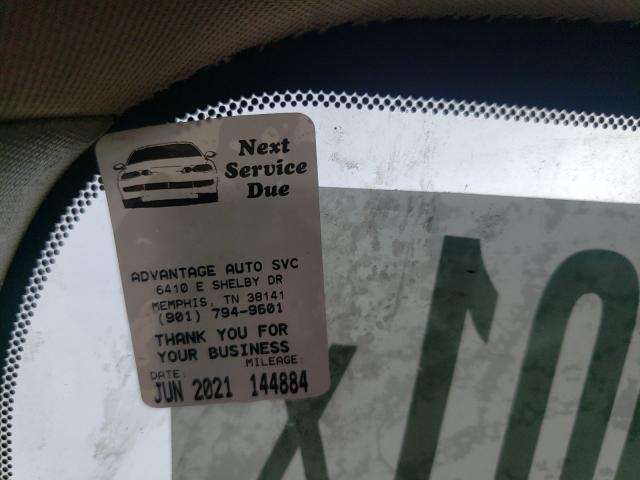 Next
Service
Due
ADVANTAGE AUTO SVC
6410 E SHELBY DR
MEMPHIS, TN 38141
(901) 794-9601
THANK YOU FOR
YOUR BUSINESS
DATE: MILEAGE:
JUN 2021 144884